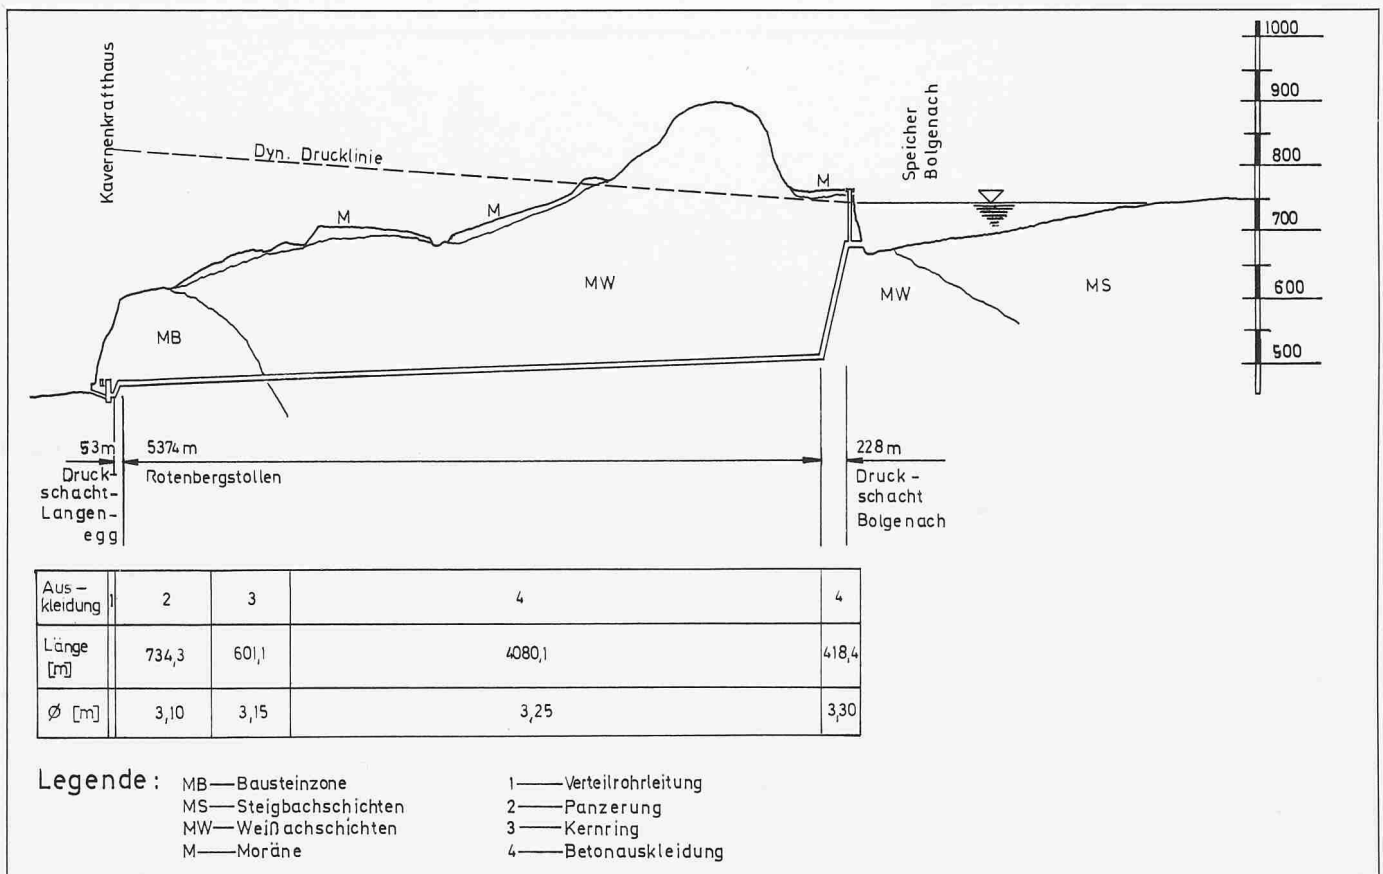 Kavernenkrafthaus
Dyn. Drucklinie
Speicher
Bolgenach
1000
900
800
700
600
500
M
M
M
MW
MW
MS
MB
53m
5374m
228m
Druck-
schacht-
Langen-
egg
Rotenbergstollen
Druck-
schacht
Bolgenach
Aus-
kleidung 1 2 3 4 4
Länge
[m] 734,3 601,1 4080,1 418,4
Ø [m] 3,10 3,15 3,25 3,30
Legende:
MB—Bausteinzone
MS—Steigbachschichten
MW—Weißachschichten
M—Moräne
1—Verteilrohrleitung
2—Panzerung
3—Kernring
4—Betonauskleidung